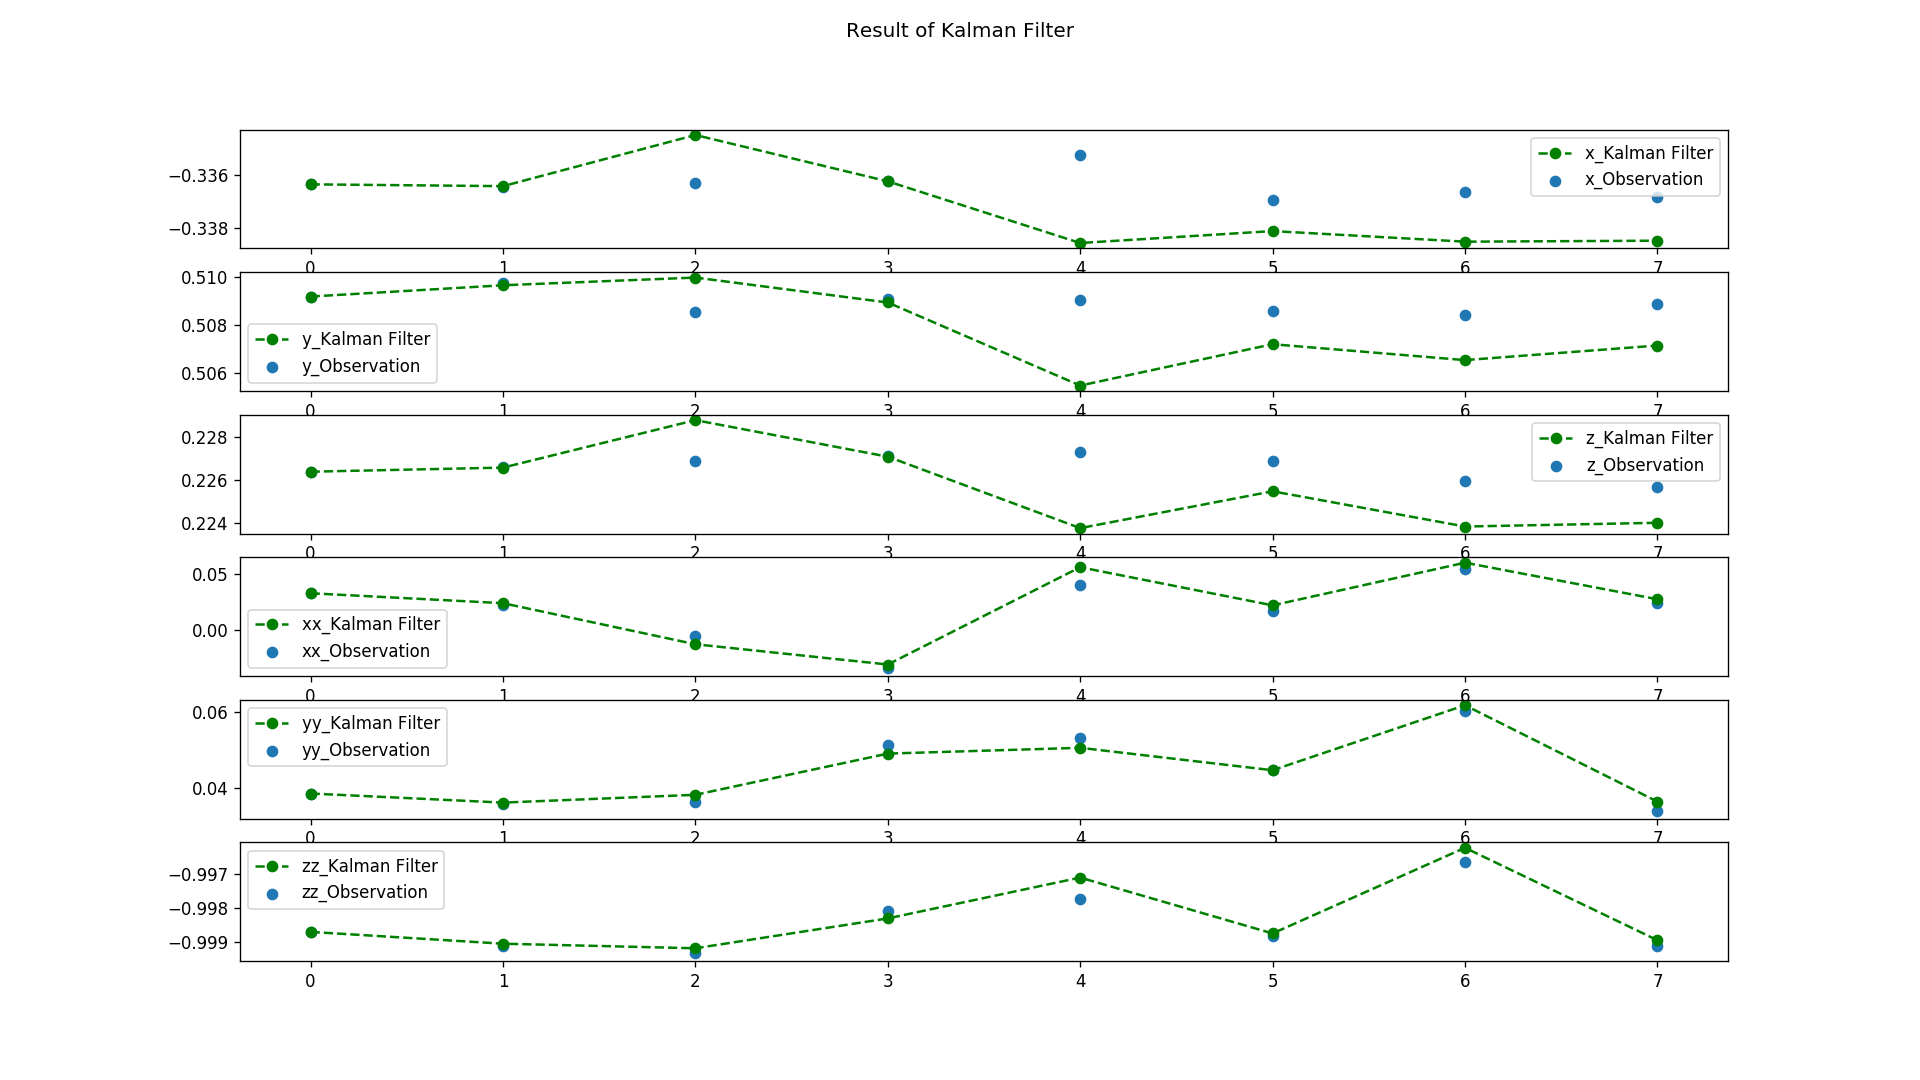 Result of Kalman Filter
−0.336
−0.338
x_Kalman Filter
x_Observation
0 1 2 3 4 5 6 7
0.510
0.508
0.506
y_Kalman Filter
y_Observation
0 1 2 3 4 5 6 7
0.228
0.226
0.224
z_Kalman Filter
z_Observation
0 1 2 3 4 5 6 7
0.05
0.00
xx_Kalman Filter
xx_Observation
0 1 2 3 4 5 6 7
0.06
0.04
yy_Kalman Filter
yy_Observation
0 1 2 3 4 5 6 7
−0.997
−0.998
−0.999
zz_Kalman Filter
zz_Observation
0 1 2 3 4 5 6 7